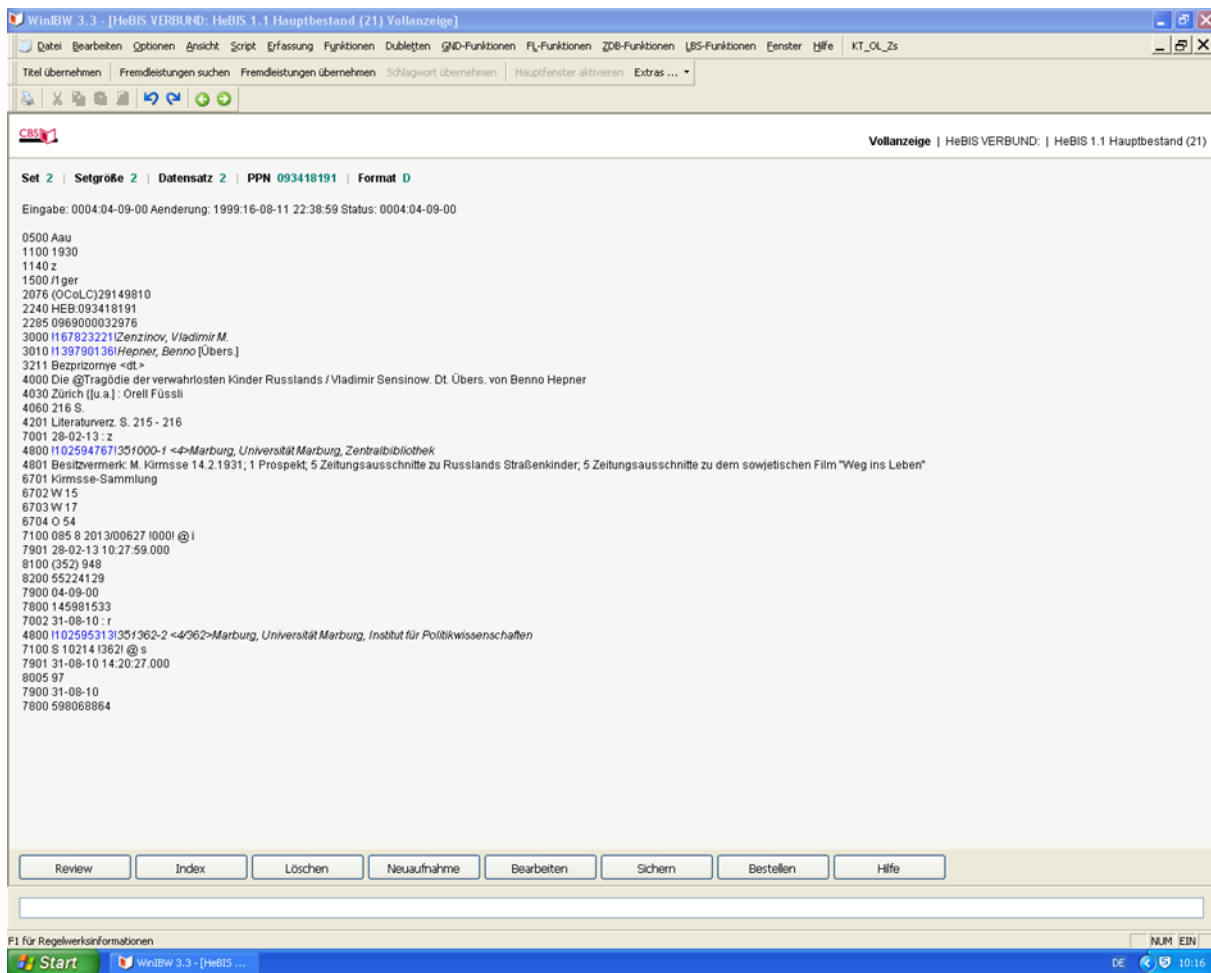 WinIBW 3.3 - [HeBIS VERBUND: HeBIS 1.1 Hauptbestand (21) Vollanzeige]
Datei Bearbeiten Optionen Ansicht Script Erfassung Funktionen Dubletten GND-Funktionen FL-Funktionen ZDB-Funktionen LBS-Funktionen Fenster Hilfe KT_OL_Zs
Titel übernehmen Fremdleistungen suchen Fremdleistungen übernehmen Schlagwort übernehmen Hauptfenster aktivieren Extras ...
CBS
Vollanzeige | HeBIS VERBUND: | HeBIS 1.1 Hauptbestand (21)
Set 2 | Setgröße 2 | Datensatz 2 | PPN 093418191 | Format D
Eingabe: 0004:04-09-00 Aenderung: 1999:16-08-11 22:38:59 Status: 0004:04-09-00
0500 Aau
1100 1930
1140 z
1500 /1ger
2076 (OCoLC)29149810
2240 HEB:093418191
2285 0969000032976
3000 !167823221!Zenzinov, Vladimir M.
3010 !139790136!Hepner, Benno [Übers.]
3211 Bezprizornye <dt.>
4000 Die @Tragödie der verwahrlosten Kinder Russlands / Vladimir Sensinow. Dt. Übers. von Benno Hepner
4030 Zürich {[u.a.] : Orell Füssli
4060 216 S.
4201 Literaturverz. S. 215 - 216
7001 28-02-13 : z
4800 !102594767!351000-1 <4>Marburg, Universität Marburg, Zentralbibliothek
4801 Besitzvermerk: M. Kirmsse 14.2.1931; 1 Prospekt; 5 Zeitungsausschnitte zu Russlands Straßenkinder; 5 Zeitungsausschnitte zu dem sowjetischen Film "Weg ins Leben"
6701 Kirmsse-Sammlung
6702 W 15
6703 W 17
6704 O 54
7100 085 8 2013/00627 !000! @ i
7901 28-02-13 10:27:59.000
8100 (352) 948
8200 55224129
7900 04-09-00
7800 145981533
7002 31-08-10 : r
4800 !102595313!351362-2 <4/362>Marburg, Universität Marburg, Institut für Politikwissenschaften
7100 S 10214 !362! @ s
7901 31-08-10 14:20:27.000
8005 97
7900 31-08-10
7800 598068864
Review Index Löschen Neuaufnahme Bearbeiten Sichern Bestellen Hilfe
F1 für Regelwerksinformationen NUM EIN
Start WinIBW 3.3 - [HeBIS ... DE 10:16